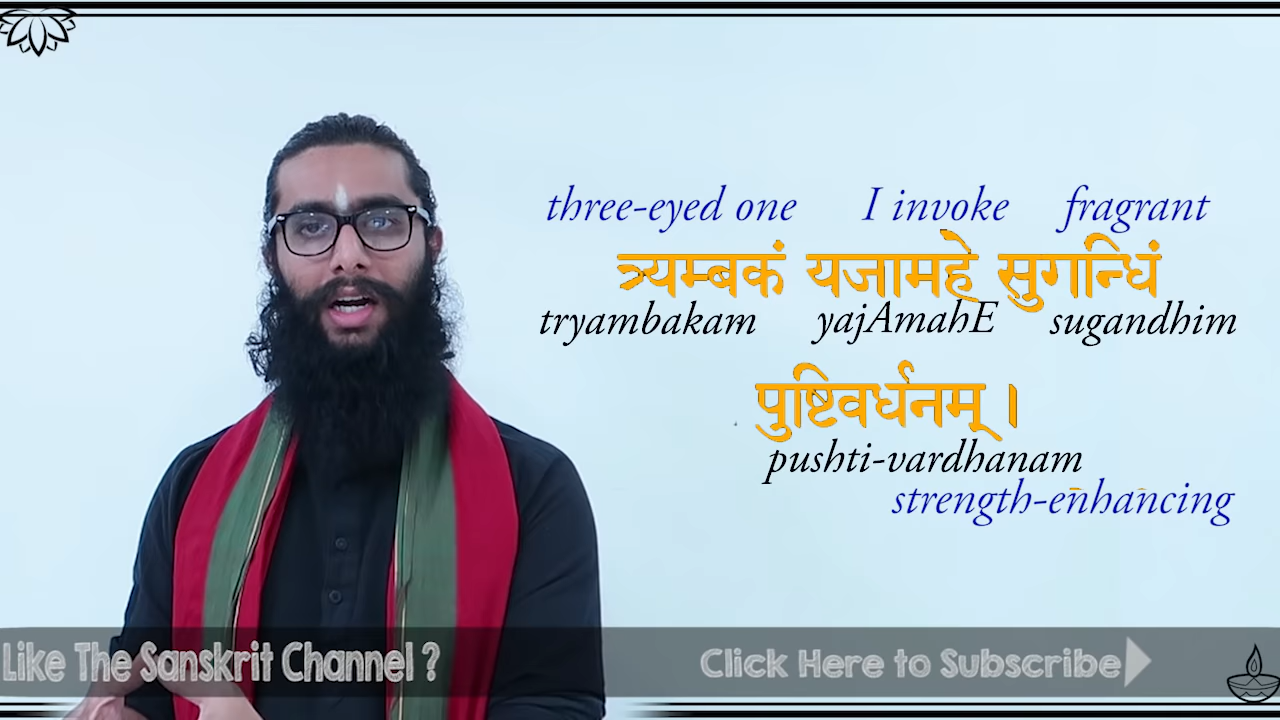 three-eyed one I invoke fragrant
त्र्यम्बकं यजामहे सुगन्धिं
tryambakam yajAmahE sugandhim
पुष्टिवर्धनम् ।
pushti-vardhanam
strength-enhancing
Like The Sanskrit Channel ? Click Here to Subscribe